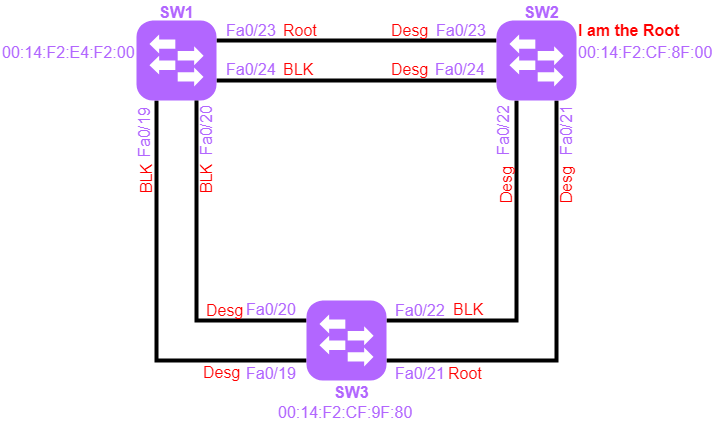 SW1
SW2
Fa0/23 Root
Desg Fa0/23
I am the Root
00:14:F2:E4:F2:00
00:14:F2:CF:8F:00
Fa0/24 BLK
Desg Fa0/24
BLK Fa0/19
BLK Fa0/20
Desg Fa0/22
Desg Fa0/21
Desg Fa0/20
Fa0/22 BLK
Desg Fa0/19
Fa0/21 Root
SW3
00:14:F2:CF:9F:80